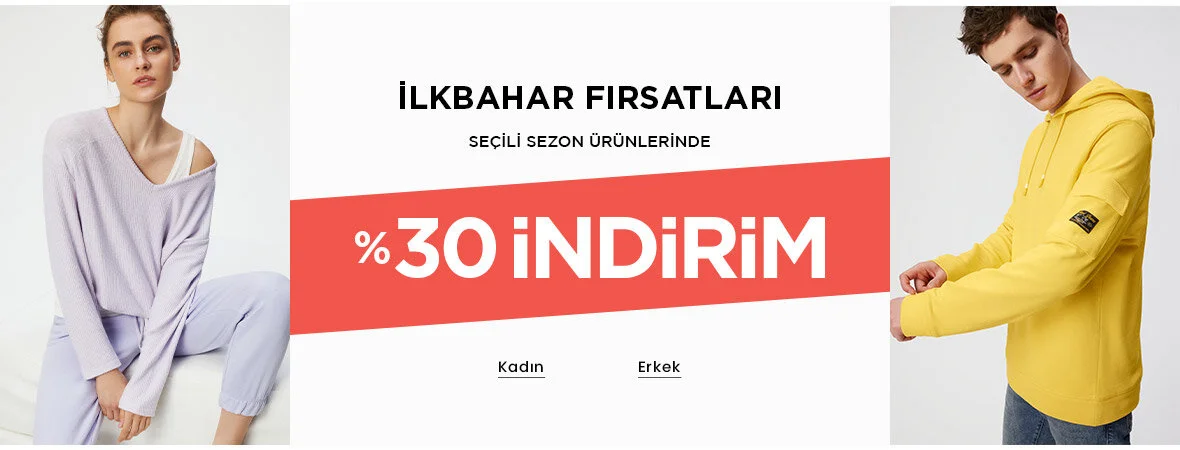 İLKBAHAR FIRSATLARI
SEÇİLİ SEZON ÜRÜNLERİNDE
%30 İNDİRİM
Kadın
Erkek